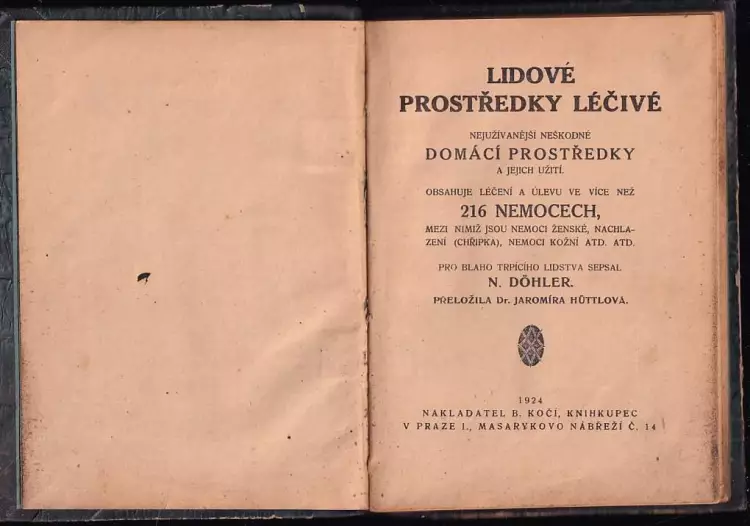 LIDOVÉ
PROSTŘEDKY LÉČIVÉ
NEJUŽÍVANĚJŠÍ NEŠKODNÉ
DOMÁCÍ PROSTŘEDKY
A JEJICH UŽITÍ.
OBSAHUJE LÉČENÍ A ÚLEVU VE VÍCE NEŽ
216 NEMOCECH,
MEZI NIMIŽ JSOU NEMOCI ŽENSKÉ, NACHLA-
ZENÍ (CHŘIPKA), NEMOCI KOŽNÍ ATD. ATD.
PRO BLAHO TRPÍCÍHO LIDSTVA SEPSAL
N. DÖHLER.
PŘELOŽILA Dr. JAROMÍRA HÜTTLOVÁ.
1924
NAKLADATEL B. KOČÍ, KNIHKUPEC
V PRAZE I., MASARYKOVO NÁBŘEŽÍ Č. 14